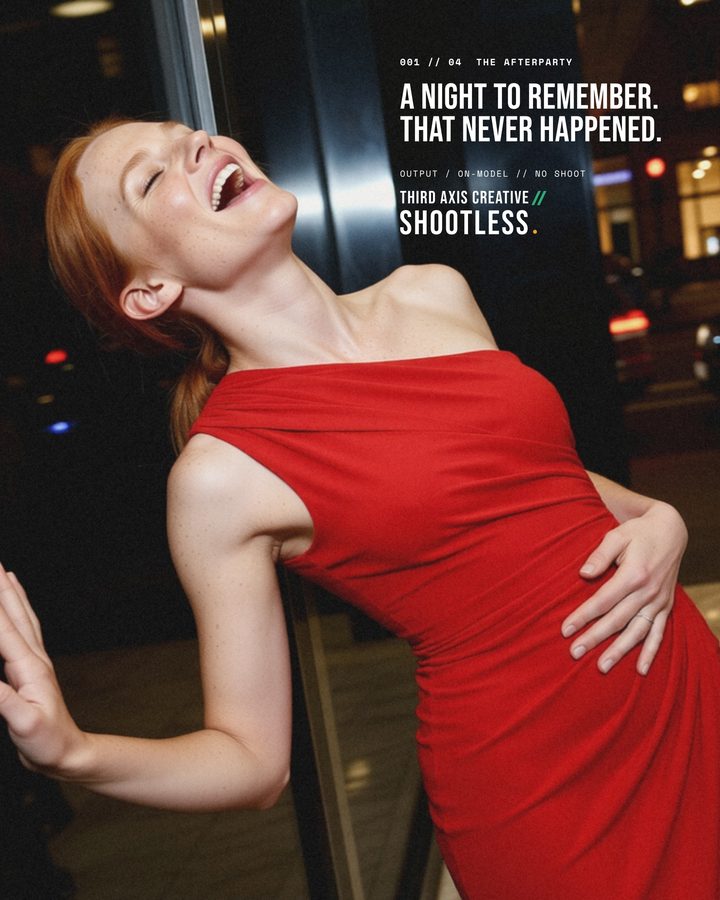 001 // 04 THE AFTERPARTY
A NIGHT TO REMEMBER.
THAT NEVER HAPPENED.
OUTPUT / ON-MODEL // NO SHOOT
THIRD AXIS CREATIVE //
SHOOTLESS.